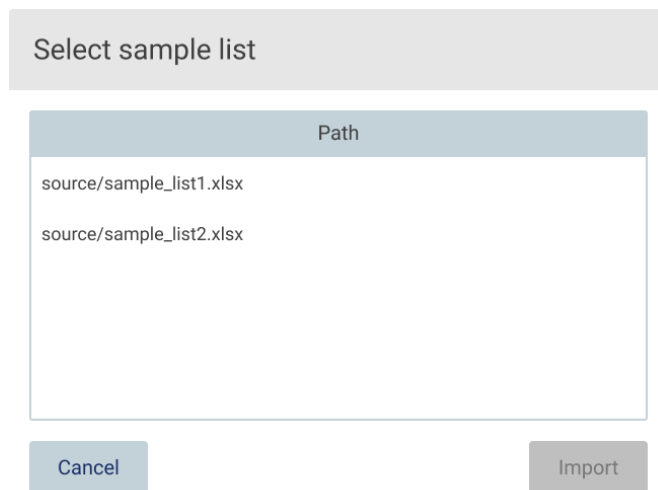 Select sample list
Path
source/sample_list1.xlsx
source/sample_list2.xlsx
Cancel
Import